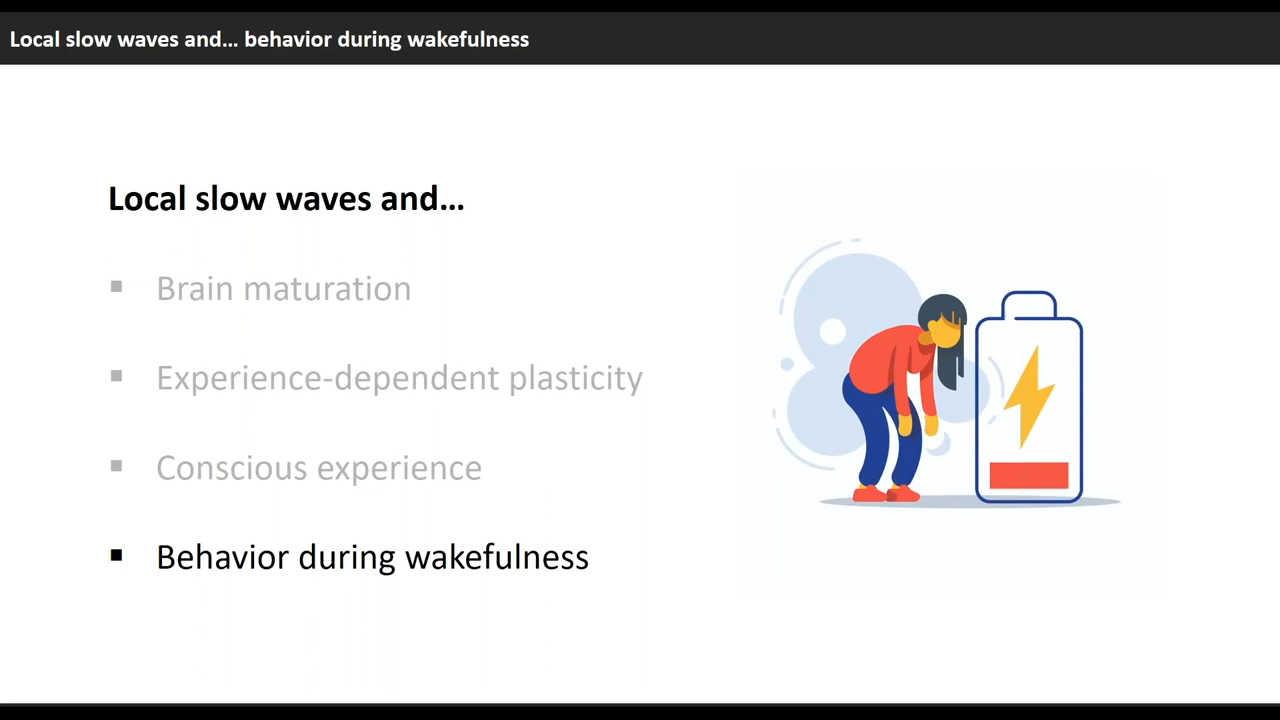 Local slow waves and... behavior during wakefulness
Local slow waves and...
▪ Brain maturation
▪ Experience-dependent plasticity
▪ Conscious experience
▪ Behavior during wakefulness